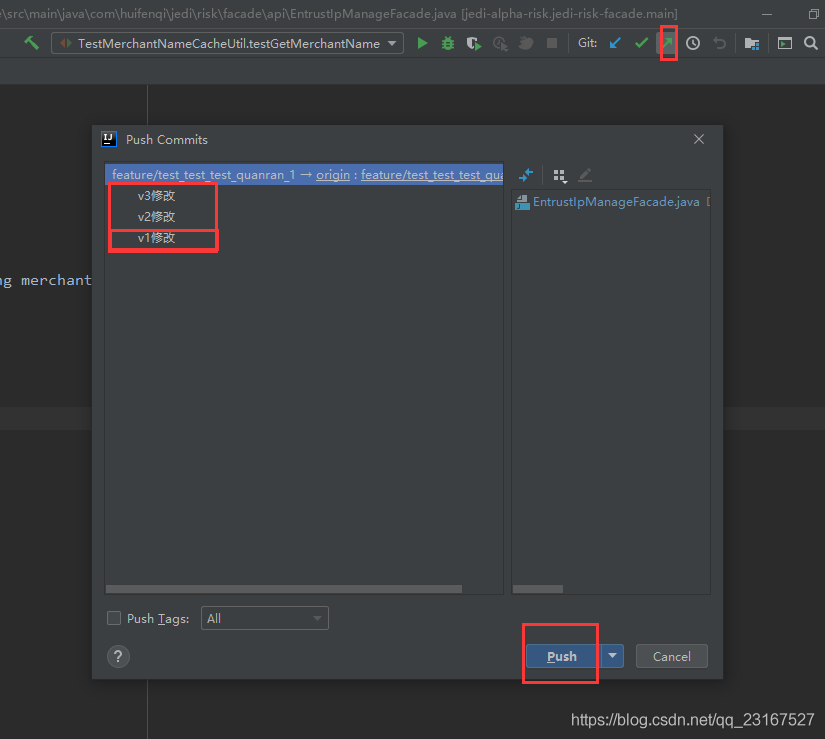 e\src\main\java\com\huifenqi\jedi\risk\facade\api\EntrustIpManageFacade.java [jedi-alpha-risk.jedi-risk-facade.main]
TestMerchantNameCacheUtil.testGetMerchantName Git:
Push Commits
feature/test_test_test_quanran_1 → origin : feature/test_test_test_qua
EntrustIpManageFacade.java
v3修改
v2修改
v1修改
ng merchant
Push Tags: All
? Push Cancel
https://blog.csdn.net/qq_23167527